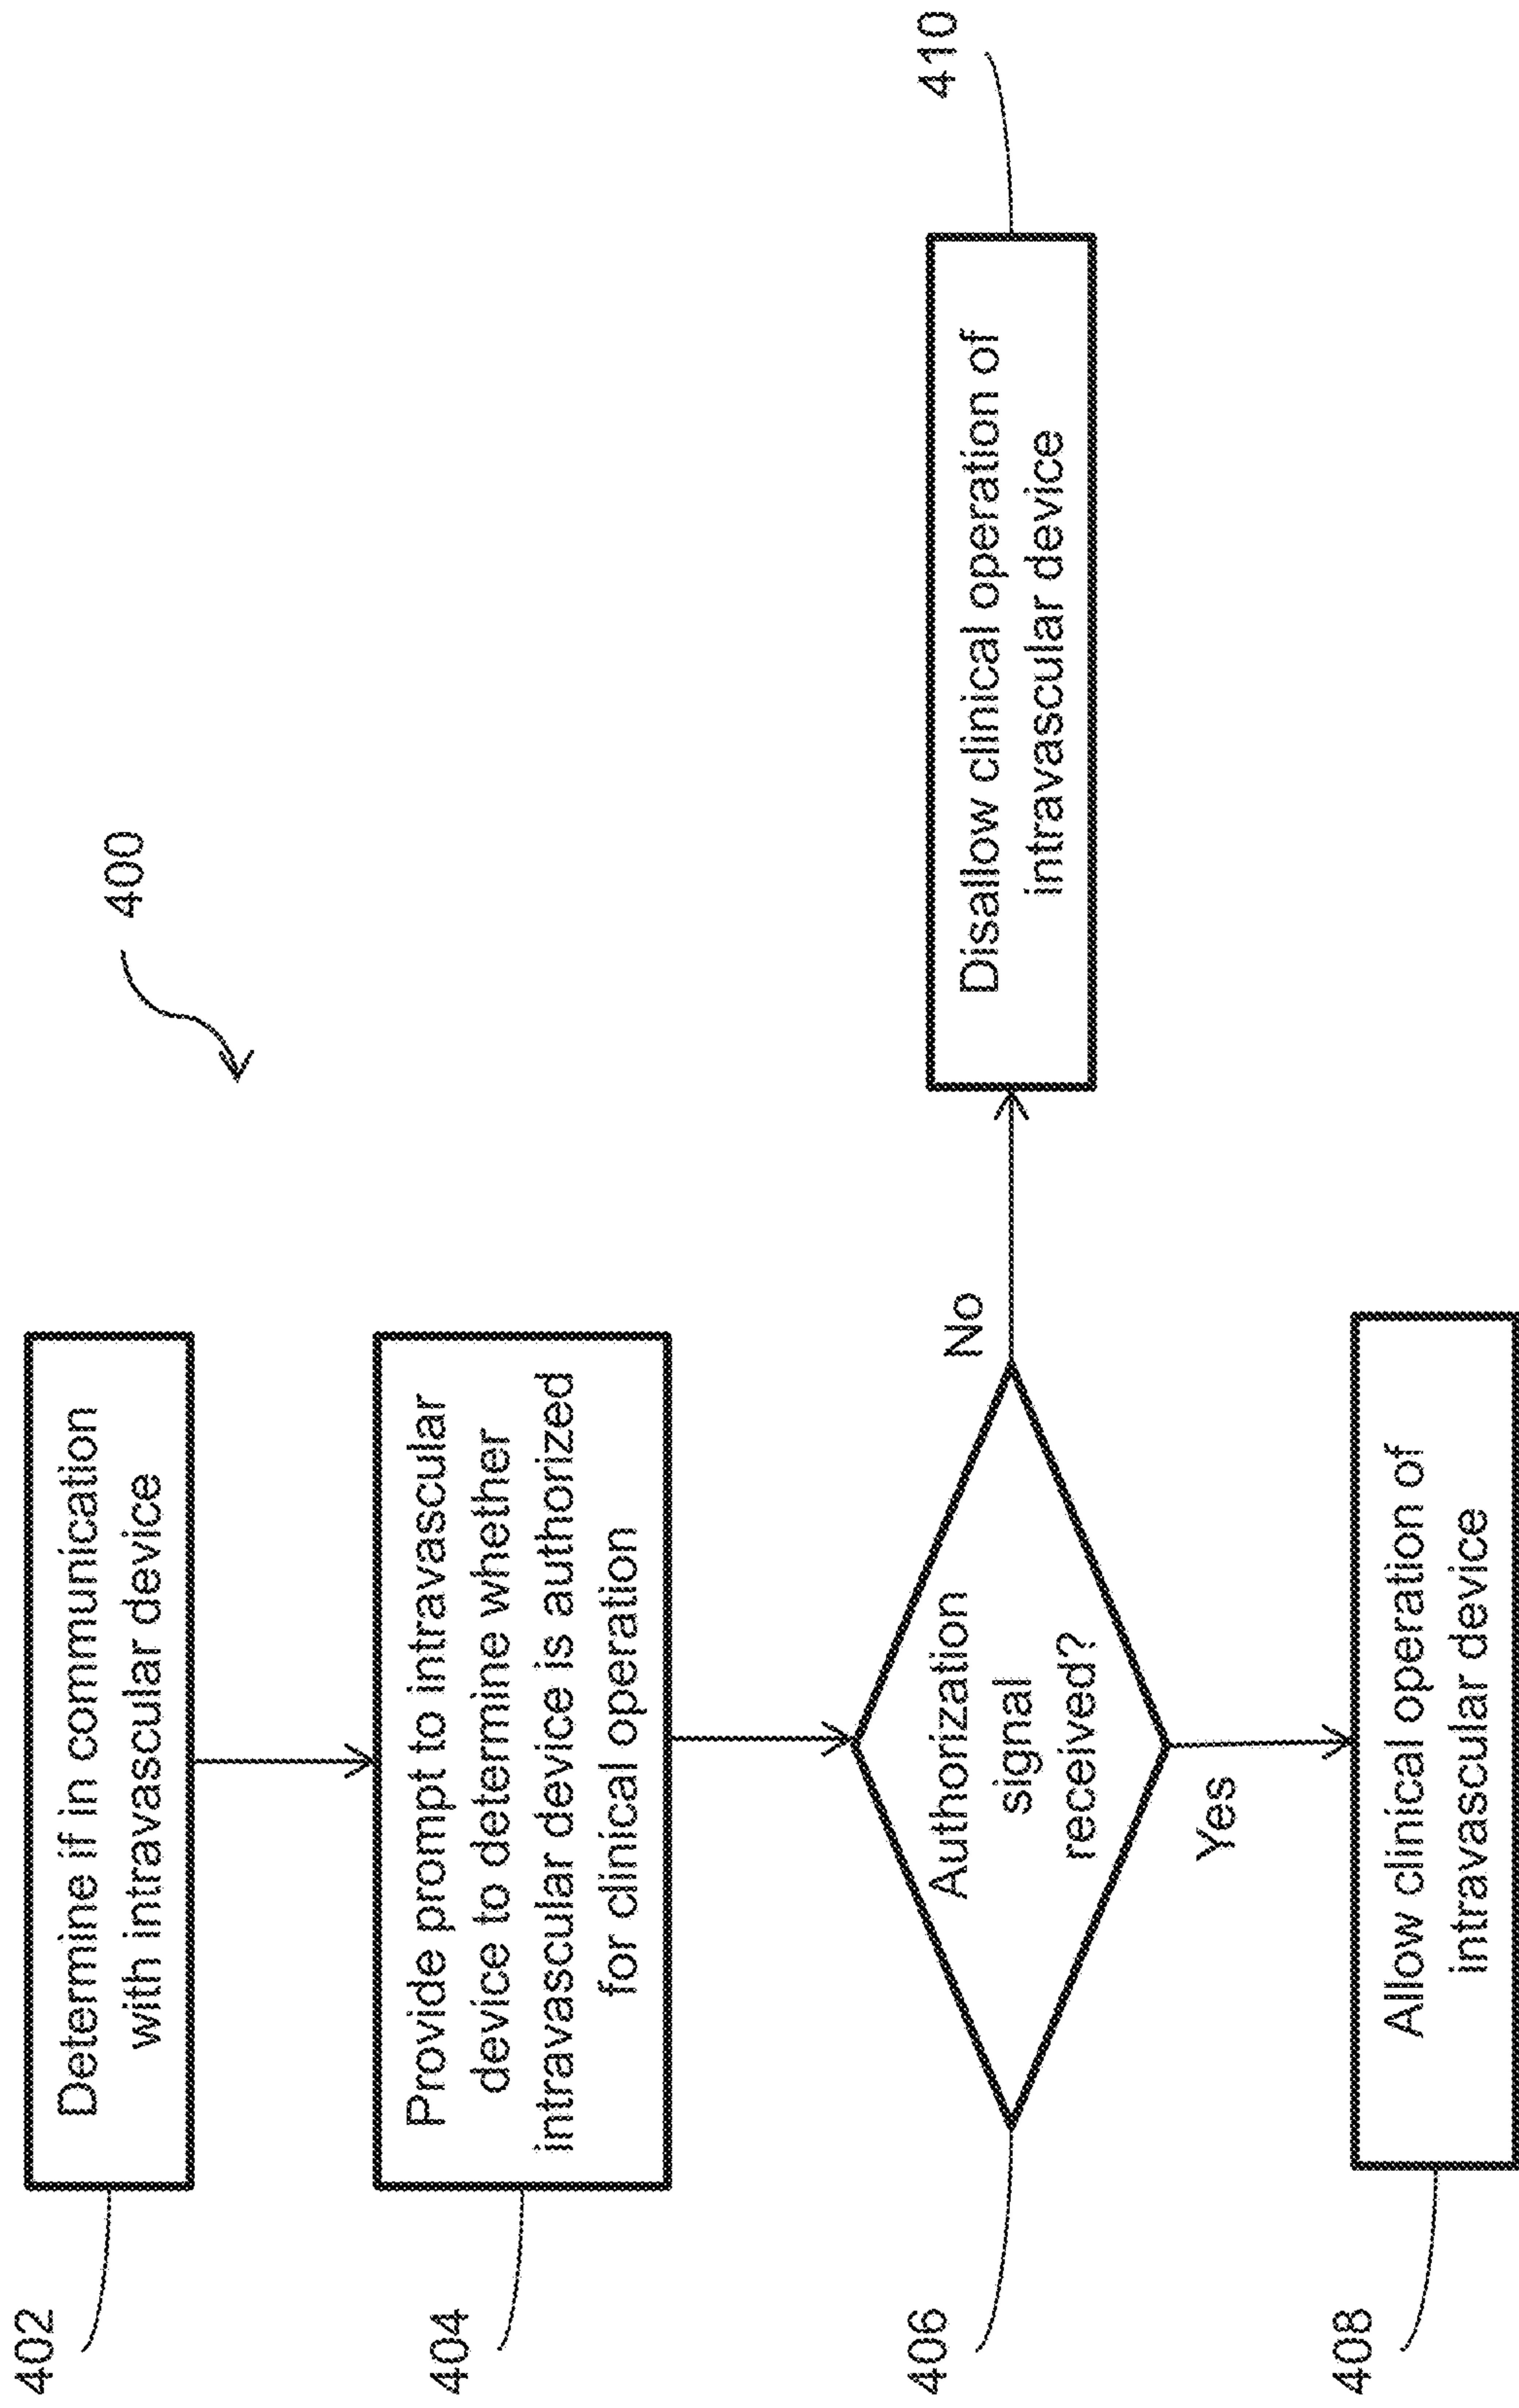 400
402
Determine if in communication
with intravascular device
404
Provide prompt to intravascular
device to determine whether
intravascular device is authorized
for clinical operation
406
Authorization
signal
received?
No
410
Disallow clinical operation of
intravascular device
Yes
408
Allow clinical operation of
intravascular device